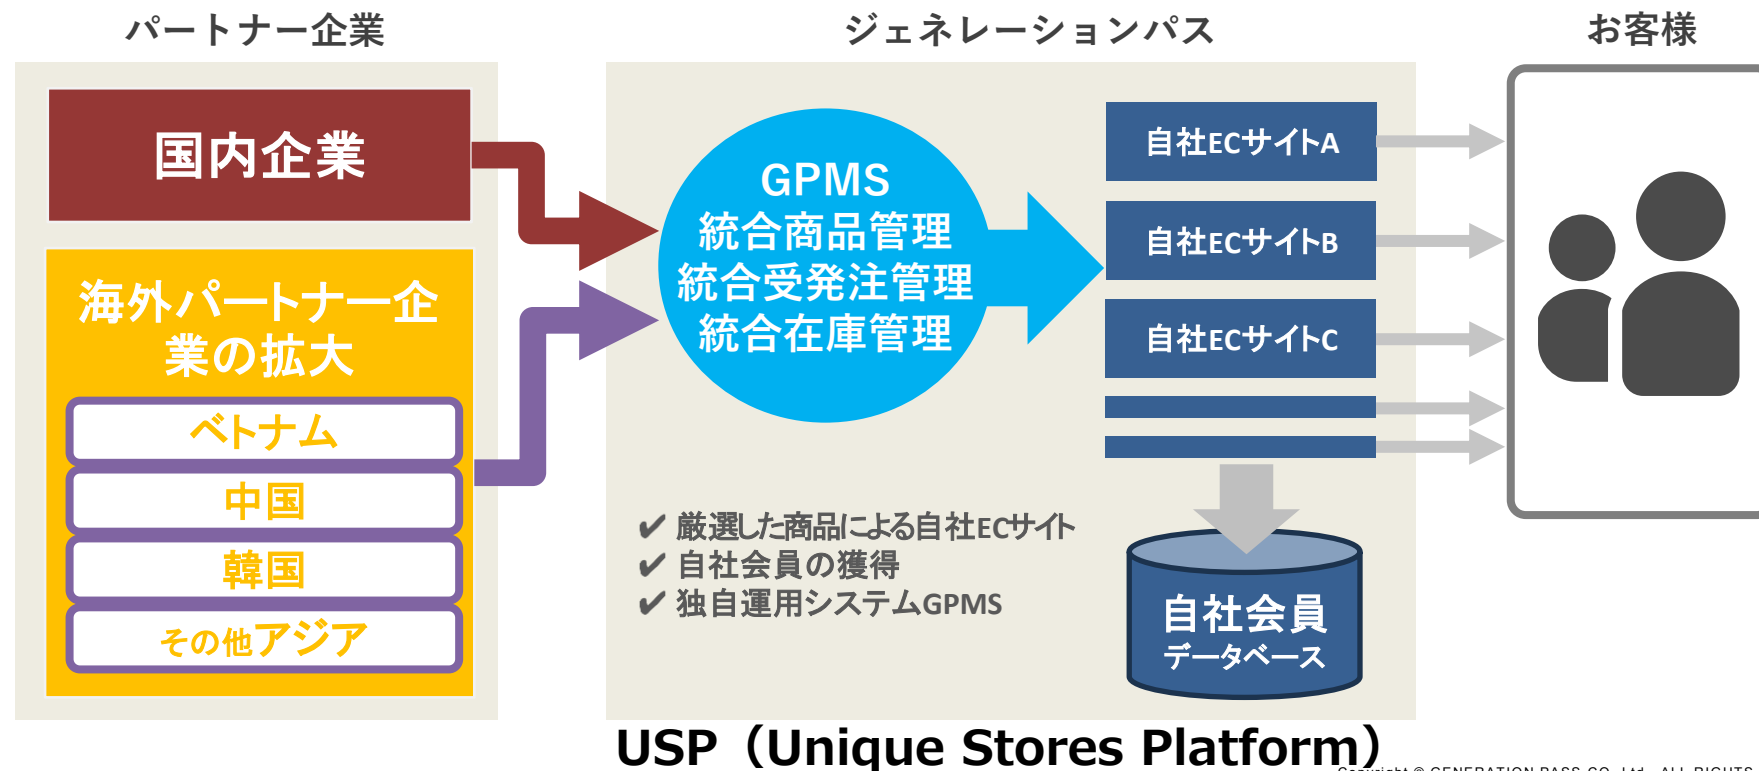 パートナー企業
ジェネレーションパス
お客様
国内企業
海外パートナー企
業の拡大
ベトナム
中国
韓国
その他アジア
GPMS
統合商品管理
統合受発注管理
統合在庫管理
自社ECサイトA
自社ECサイトB
自社ECサイトC
✔ 厳選した商品による自社ECサイト
✔ 自社会員の獲得
✔ 独自運用システムGPMS
自社会員
データベース
USP（Unique Stores Platform）
Copyright © GENERATION PASS CO., Ltd. ALL RIGHTS